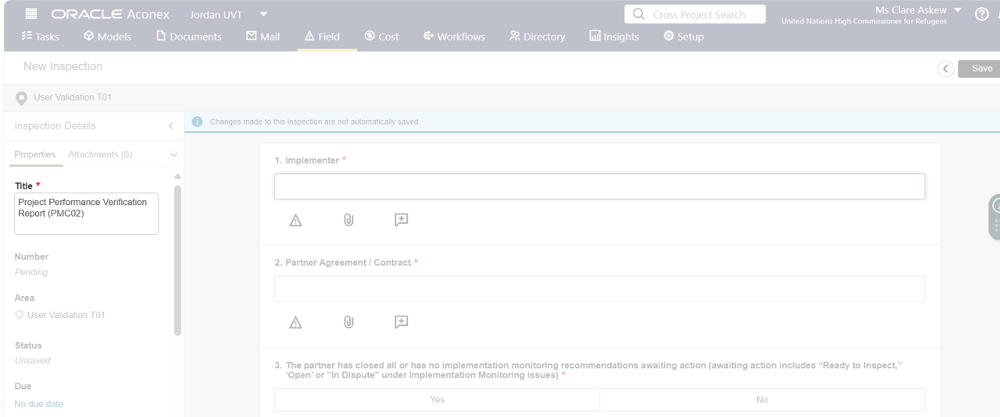 ORACLE Aconex
Jordan UVT
Cross Project Search
Ms Clare Askew
United Nations High Commissioner for Refugees
Tasks
Models
Documents
Mail
Field
Cost
Workflows
Directory
Insights
Setup
New Inspection
Save
User Validation T01
Inspection Details
Changes made to this inspection are not automatically saved.
Properties
Attachments (0)
Title *
Project Performance Verification
Report (PMC02)
Number
Pending
Area
User Validation T01
Status
Unsaved
Due
No due date
1. Implementer *
2. Partner Agreement / Contract *
3. The partner has closed all or has no implementation monitoring recommendations awaiting action (awaiting action includes “Ready to Inspect,”
‘Open’ or "In Dispute" under Implementation Monitoring issues) *
Yes
No